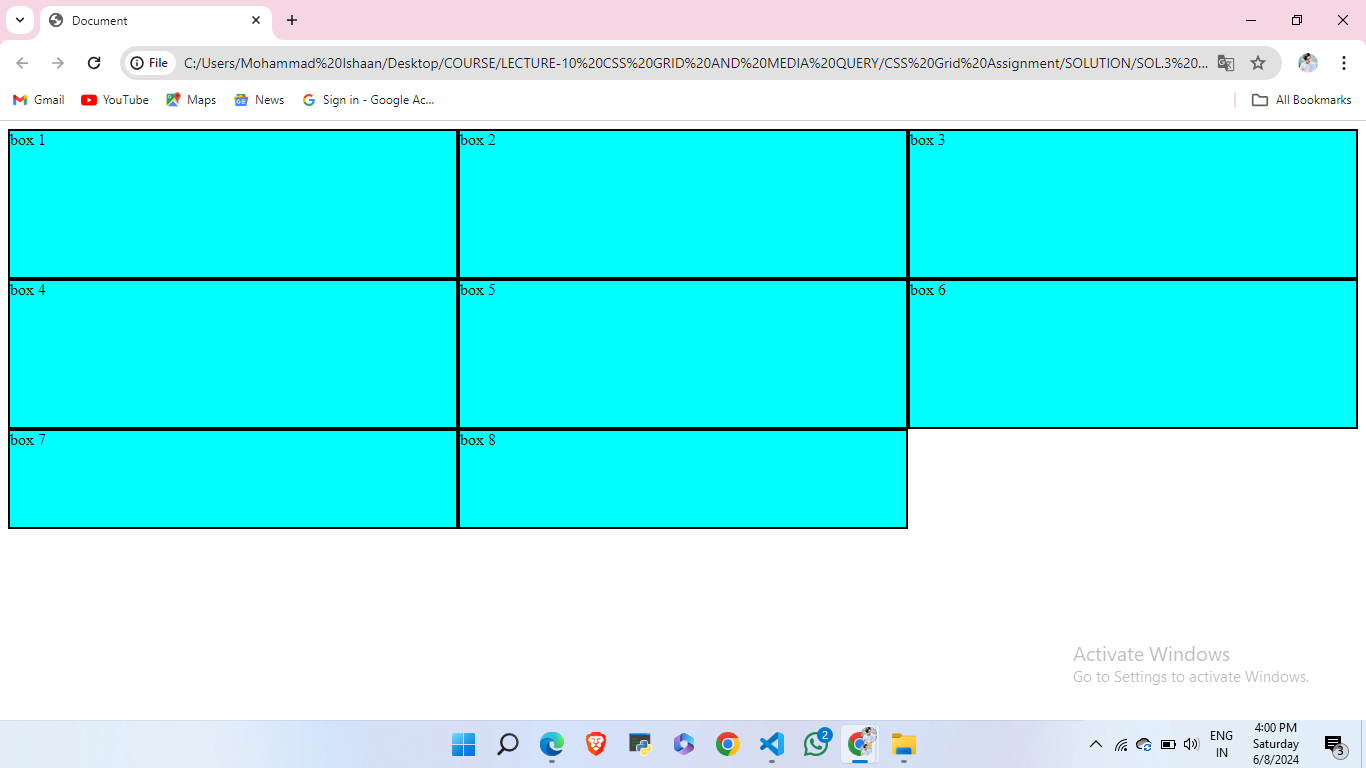 Document
File
C:/Users/Mohammad%20Ishaan/Desktop/COURSE/LECTURE-10%20CSS%20GRID%20AND%20MEDIA%20QUERY/CSS%20Grid%20Assignment/SOLUTION/SOL.3%20...
Gmail YouTube Maps News Sign in - Google Ac... All Bookmarks
box 1 box 2 box 3
box 4 box 5 box 6
box 7 box 8
Activate Windows
Go to Settings to activate Windows.
2
ENG
IN
4:00 PM
Saturday
6/8/2024
3